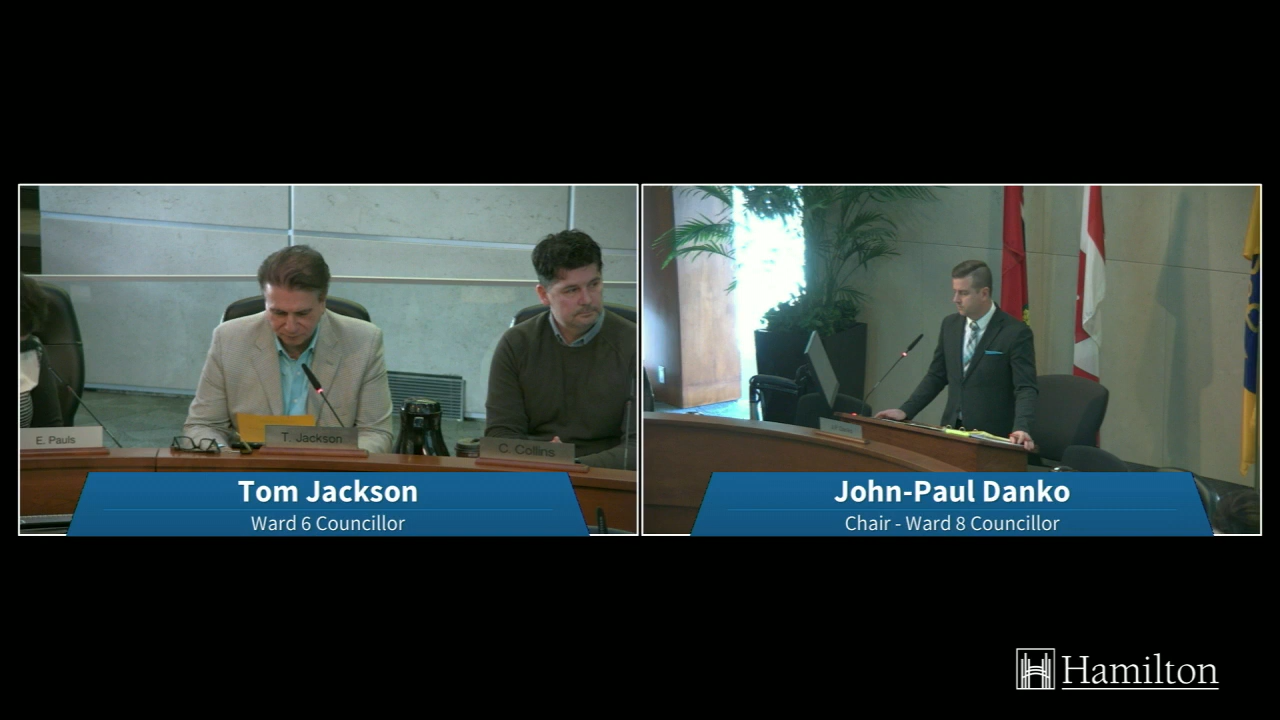 E. Pauls
T. Jackson
C. Collins
Tom Jackson
Ward 6 Councillor
John-Paul Danko
Chair - Ward 8 Councillor
Hamilton